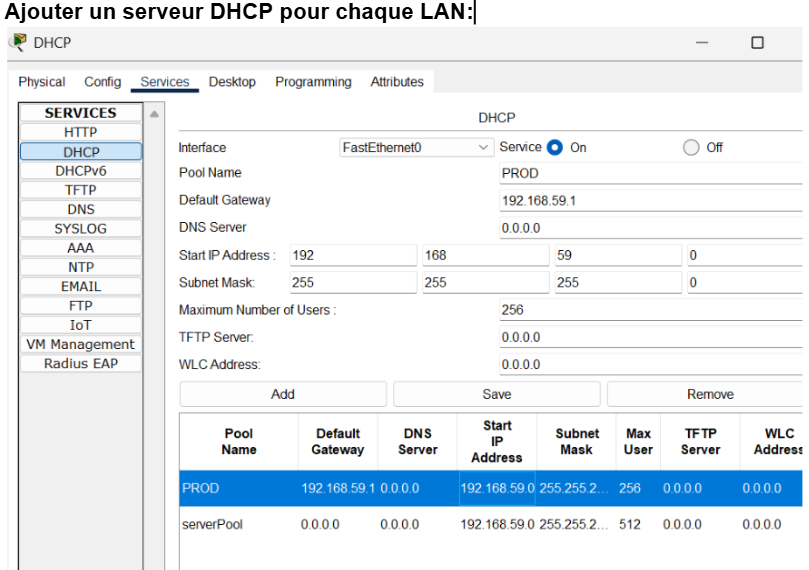 Ajouter un serveur DHCP pour chaque LAN:
DHCP
Physical Config Services Desktop Programming Attributes
SERVICES
HTTP
DHCP
DHCPv6
TFTP
DNS
SYSLOG
AAA
NTP
EMAIL
FTP
IoT
VM Management
Radius EAP
DHCP
Interface FastEthernet0 Service On Off
Pool Name PROD
Default Gateway 192.168.59.1
DNS Server 0.0.0.0
Start IP Address : 192 168 59 0
Subnet Mask: 255 255 255 0
Maximum Number of Users : 256
TFTP Server: 0.0.0.0
WLC Address: 0.0.0.0
Add Save Remove
Pool Name Default Gateway DNS Server Start IP Address Subnet Mask Max User TFTP Server WLC Address
PROD 192.168.59.1 0.0.0.0 192.168.59.0 255.255.2... 256 0.0.0.0 0.0.0.0
serverPool 0.0.0.0 0.0.0.0 192.168.59.0 255.255.2... 512 0.0.0.0 0.0.0.0